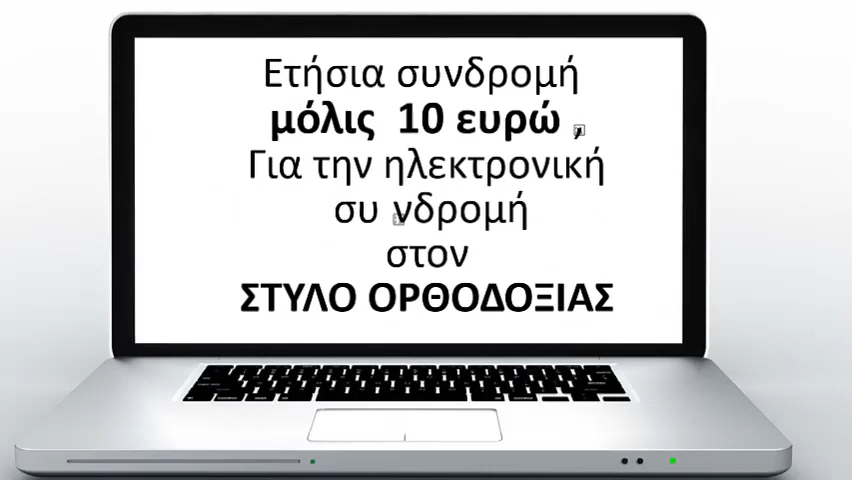 Ετήσια συνδρομή
μόλις 10 ευρώ ,
Για την ηλεκτρονική
συ νδρομή
στον
ΣΤΥΛΟ ΟΡΘΟΔΟΞΙΑΣ